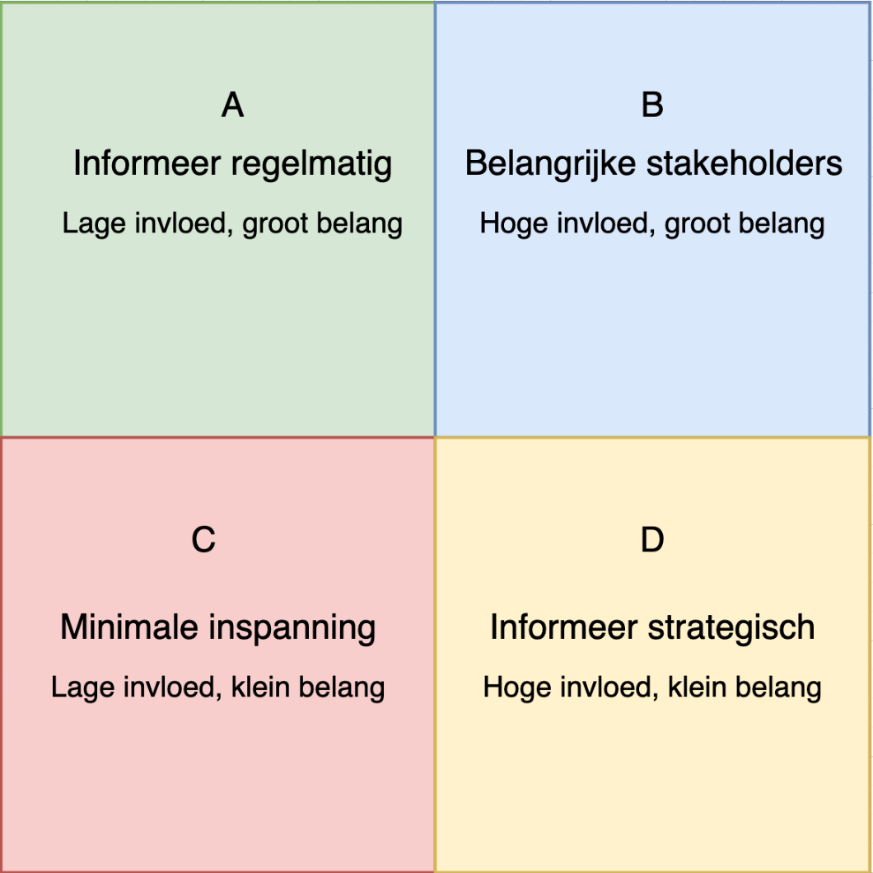 A
Informeer regelmatig
Lage invloed, groot belang
B
Belangrijke stakeholders
Hoge invloed, groot belang
C
Minimale inspanning
Lage invloed, klein belang
D
Informeer strategisch
Hoge invloed, klein belang